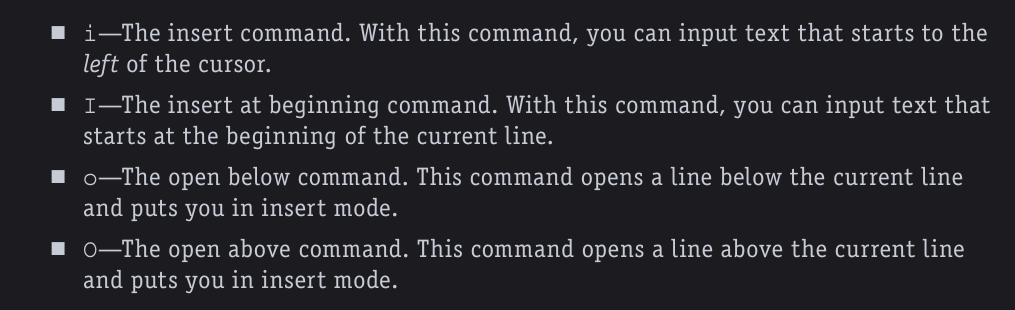 ■ i—The insert command. With this command, you can input text that starts to the
left of the cursor.
■ I—The insert at beginning command. With this command, you can input text that
starts at the beginning of the current line.
■ o—The open below command. This command opens a line below the current line
and puts you in insert mode.
■ O—The open above command. This command opens a line above the current line
and puts you in insert mode.